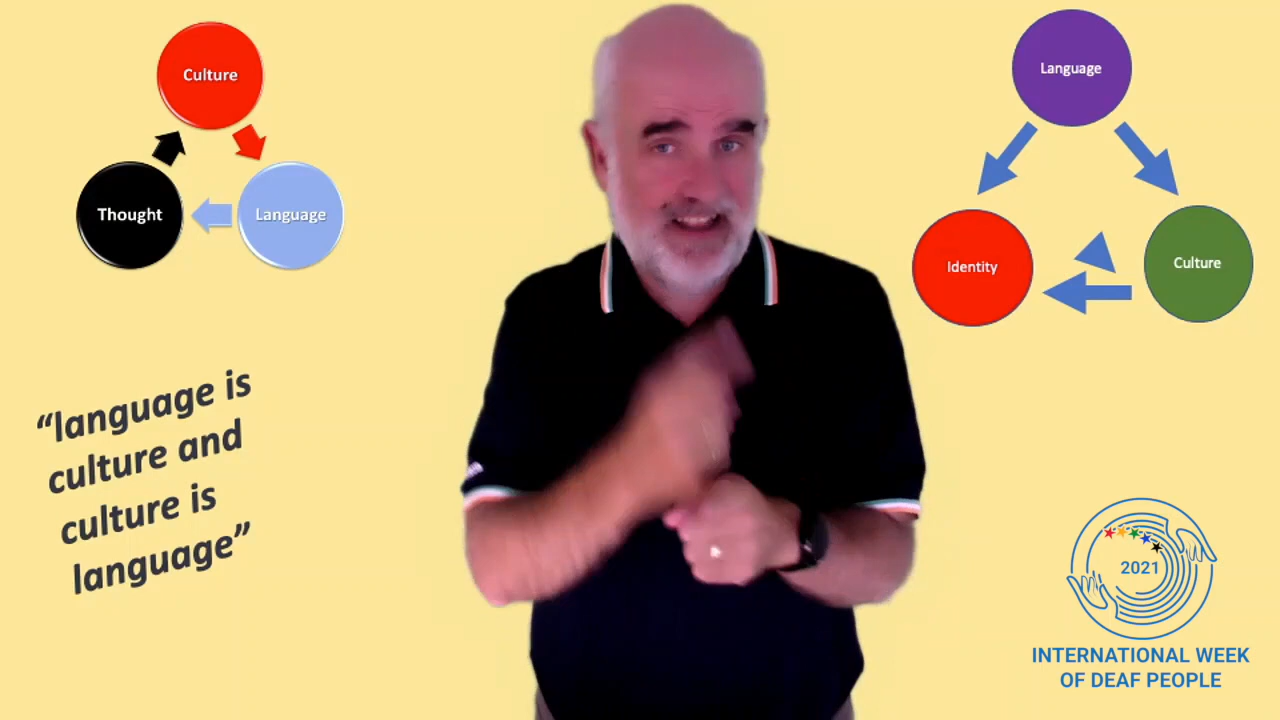 Culture
Thought
Language
Language
Identity
Culture
“language is
culture and
culture is
language”
2021
INTERNATIONAL WEEK
OF DEAF PEOPLE